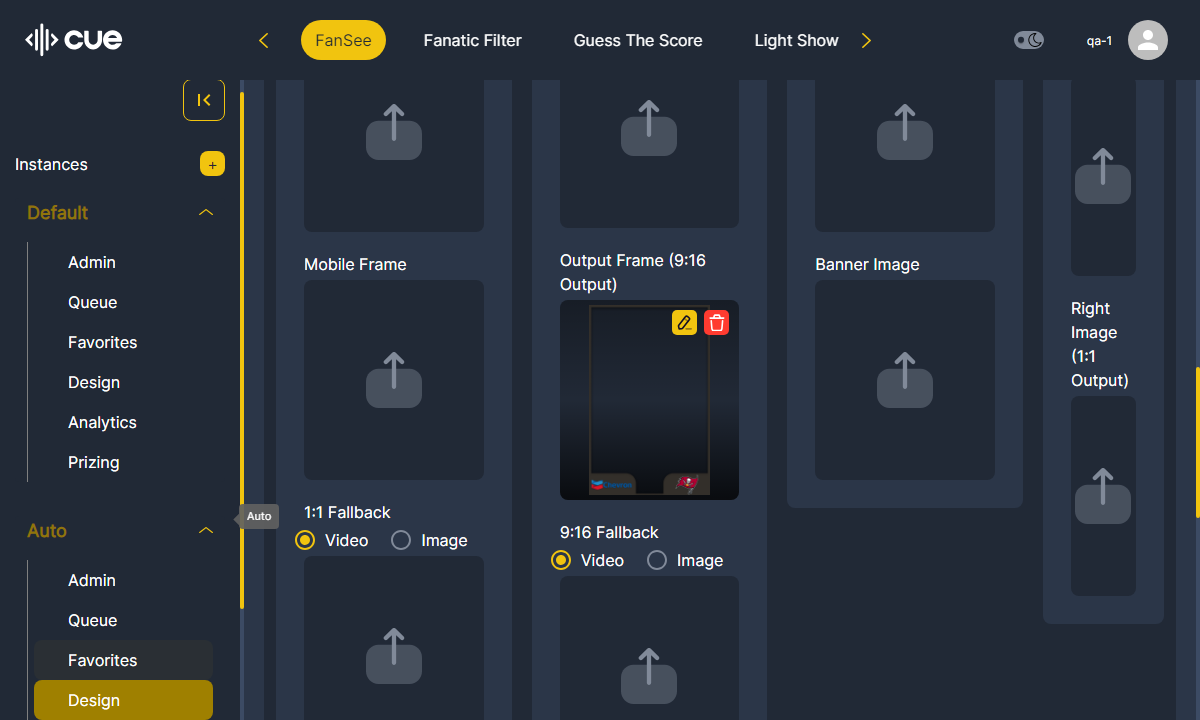 cue
FanSee
Fanatic Filter
Guess The Score
Light Show
qa-1
Instances
+
Default
Admin
Queue
Favorites
Design
Analytics
Prizing
Auto
Auto
Admin
Queue
Favorites
Design
Mobile Frame
1:1 Fallback
Video
Image
Output Frame (9:16
Output)
9:16 Fallback
Video
Image
Banner Image
Right
Image
(1:1
Output)